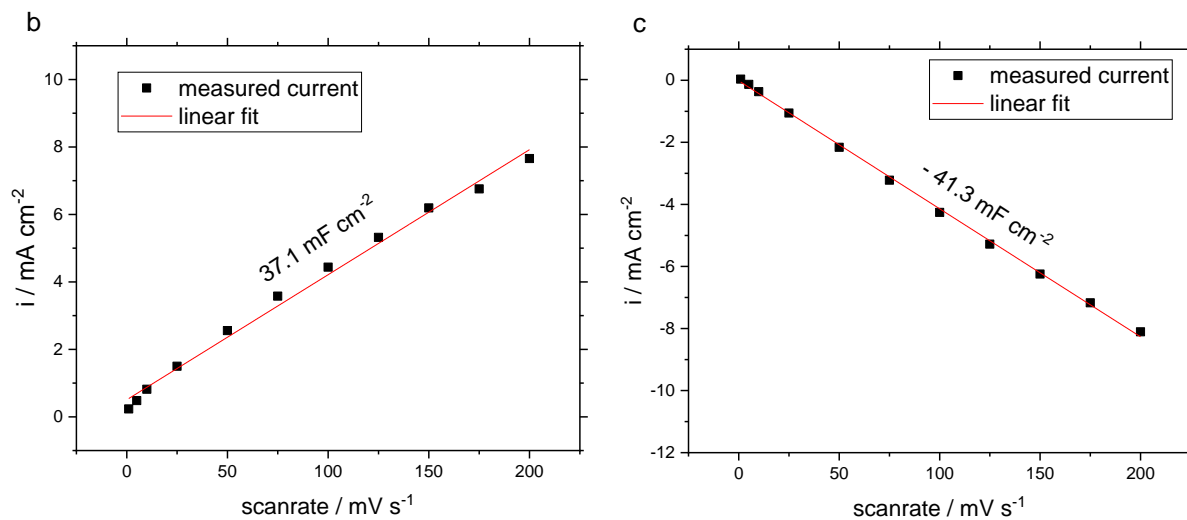 b
10
8
6
4
2
0
i / mA cm-2
measured current
linear fit
37.1 mF cm-2
0
50
100
150
200
scanrate / mV s-1
c
0
-2
-4
-6
-8
-10
-12
i / mA cm-2
measured current
linear fit
- 41.3 mF cm-2
0
50
100
150
200
scanrate / mV s-1